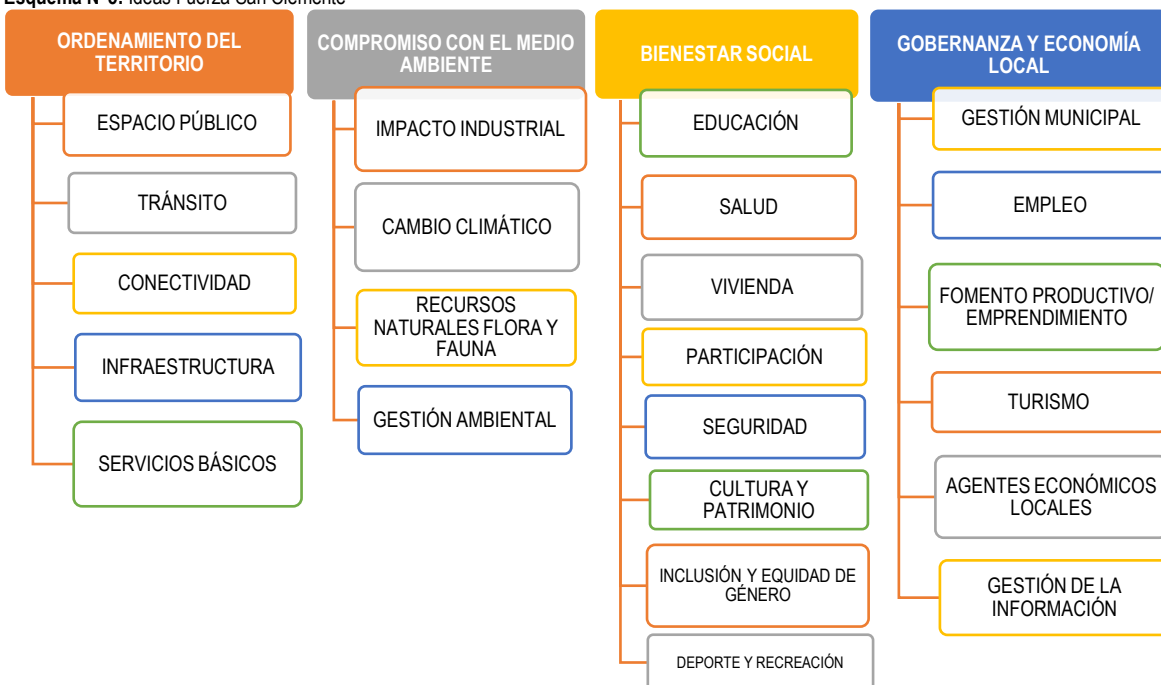 Ideas Fuerza San Clemente
ORDENAMIENTO DEL
TERRITORIO
ESPACIO PÚBLICO
TRÁNSITO
CONECTIVIDAD
INFRAESTRUCTURA
SERVICIOS BÁSICOS
COMPROMISO CON EL MEDIO
AMBIENTE
IMPACTO INDUSTRIAL
CAMBIO CLIMÁTICO
RECURSOS
NATURALES FLORA Y
FAUNA
GESTIÓN AMBIENTAL
BIENESTAR SOCIAL
EDUCACIÓN
SALUD
VIVIENDA
PARTICIPACIÓN
SEGURIDAD
CULTURA Y
PATRIMONIO
INCLUSIÓN Y EQUIDAD DE
GÉNERO
DEPORTE Y RECREACIÓN
GOBERNANZA Y ECONOMÍA
LOCAL
GESTIÓN MUNICIPAL
EMPLEO
FOMENTO PRODUCTIVO/
EMPRENDIMIENTO
TURISMO
AGENTES ECONÓMICOS
LOCALES
GESTIÓN DE LA
INFORMACIÓN